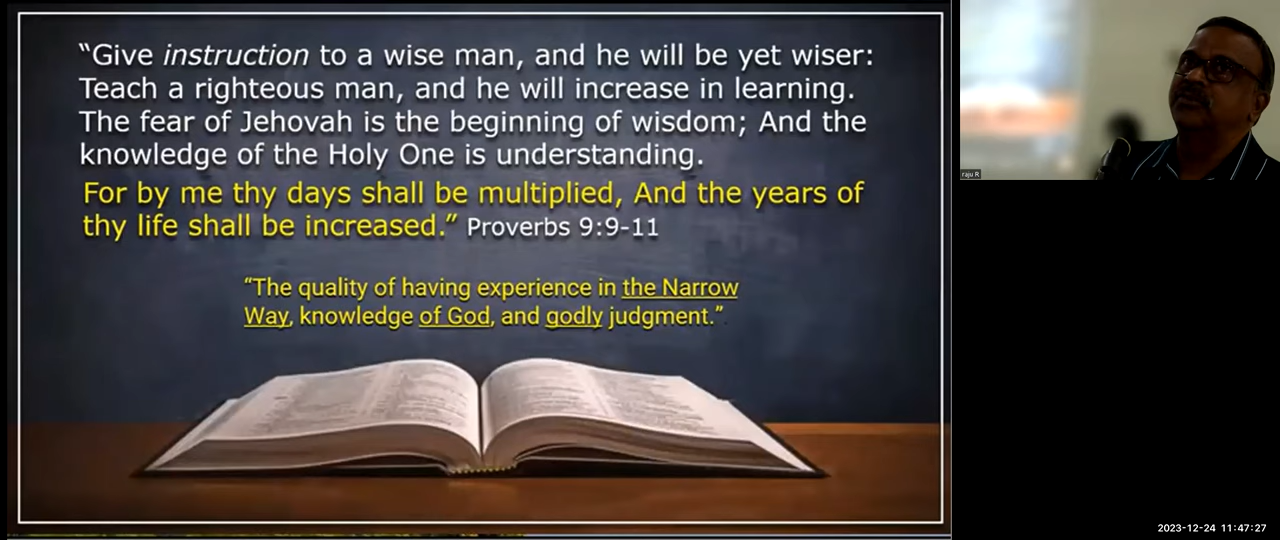 “Give instruction to a wise man, and he will be yet wiser:
Teach a righteous man, and he will increase in learning.
The fear of Jehovah is the beginning of wisdom; And the
knowledge of the Holy One is understanding.
For by me thy days shall be multiplied, And the years of
thy life shall be increased.” Proverbs 9:9-11
“The quality of having experience in the Narrow
Way, knowledge of God, and godly judgment.”
raju R
2023-12-24 11:47:27